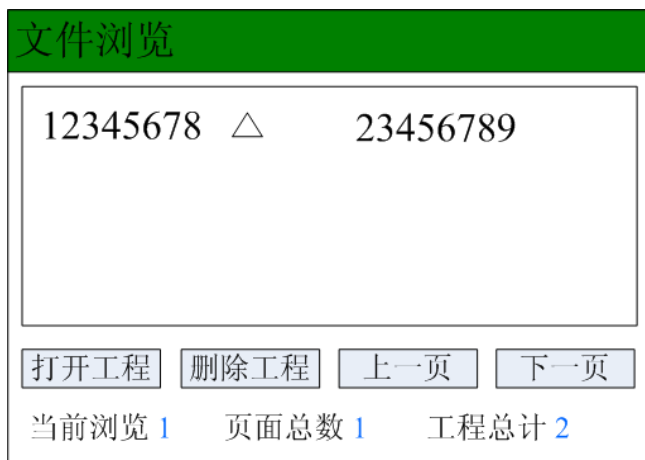 文件浏览
12345678 △ 23456789
打开工程 删除工程 上一页 下一页
当前浏览 1 页面总数 1 工程总计 2